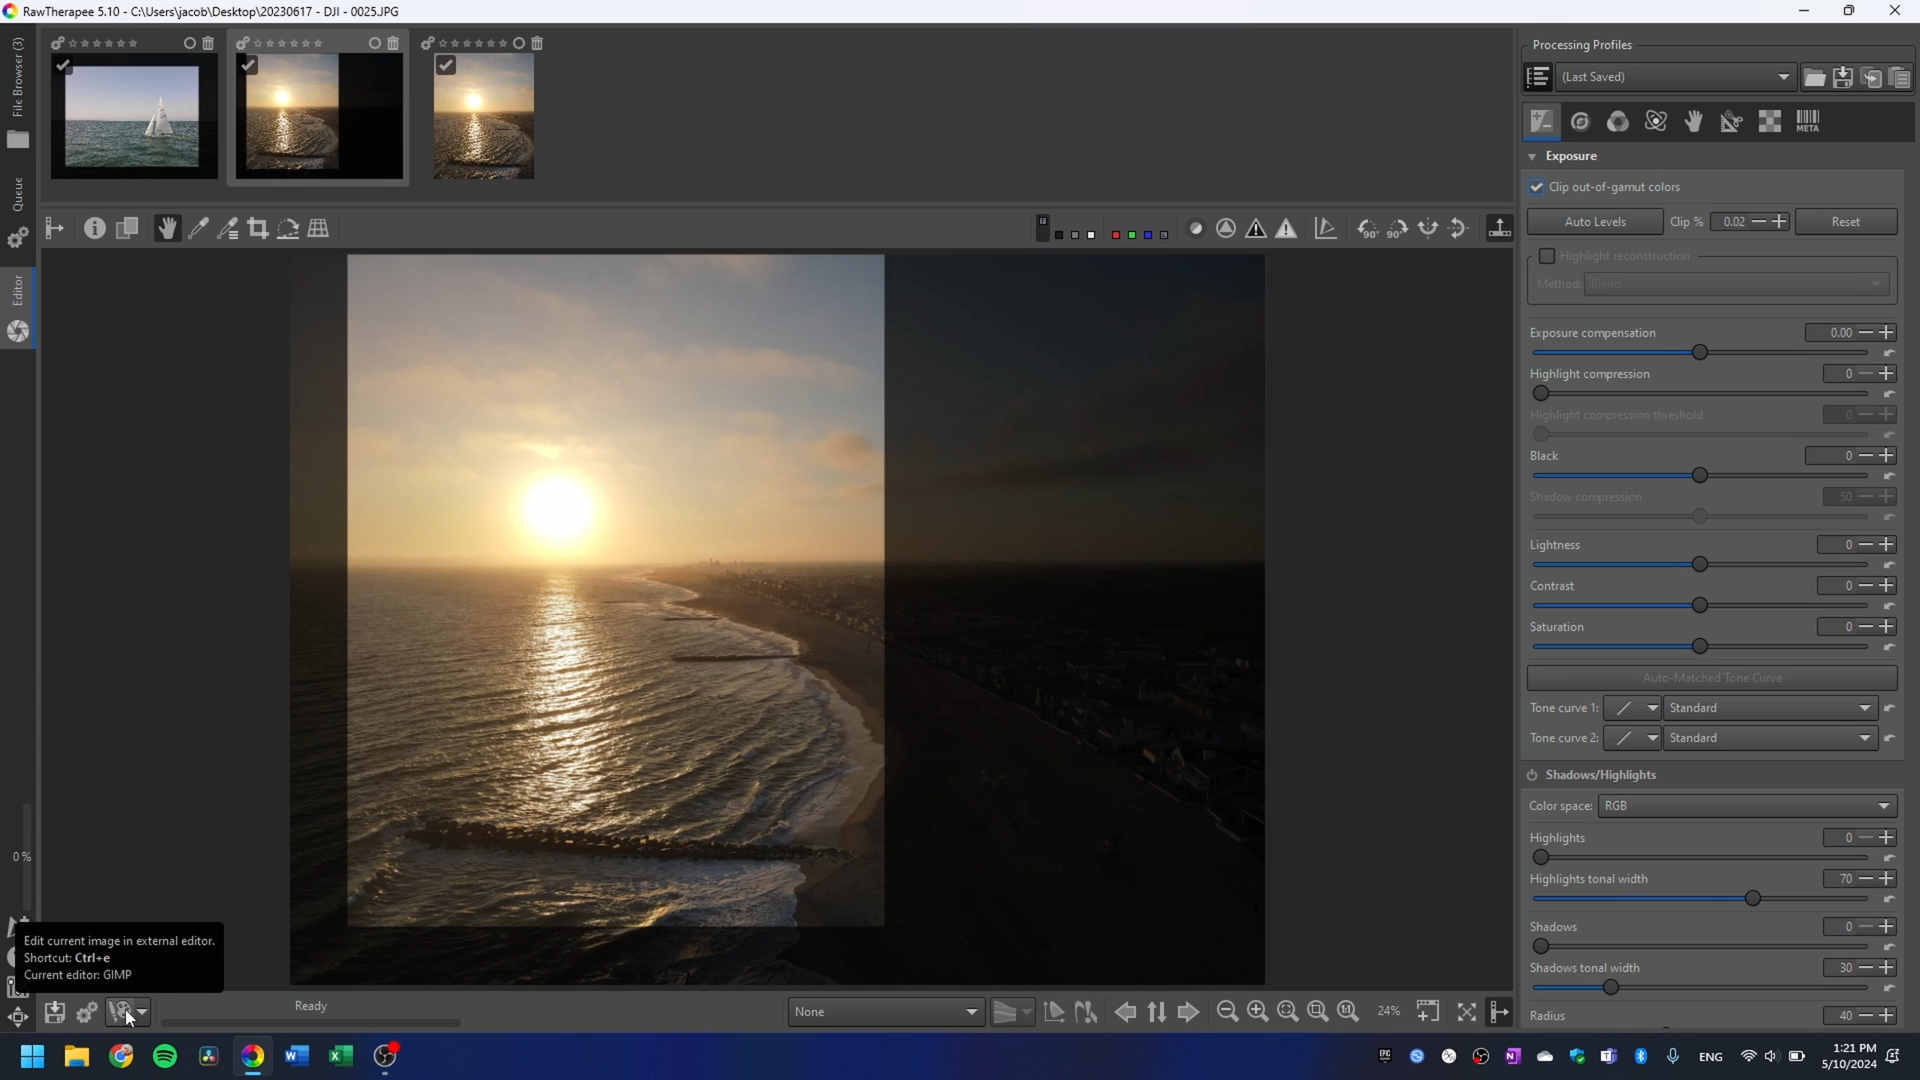 RawTherapee 5.10 - C:\Users\jacob\Desktop\20230617 - DJI - 0025.JPG
File Browser (3)
Queue
Editor
0 %
Processing Profiles
(Last Saved)
META
Exposure
Clip out-of-gamut colors
Auto Levels
Clip %
0.02
Reset
Highlight reconstruction
Method:
Blend
90°
90°
Exposure compensation
0.00
Highlight compression
0
Highlight compression threshold
0
Black
0
Shadow compression
50
Lightness
0
Contrast
0
Saturation
0
Auto-Matched Tone Curve
Tone curve 1:
Standard
Tone curve 2:
Standard
Shadows/Highlights
Color space:
RGB
Highlights
0
Highlights tonal width
70
Shadows
0
Shadows tonal width
30
Radius
40
Edit current image in external editor.
Shortcut: Ctrl+e
Current editor: GIMP
Ready
None
24%
EPIC
ENG
1:21 PM
5/10/2024